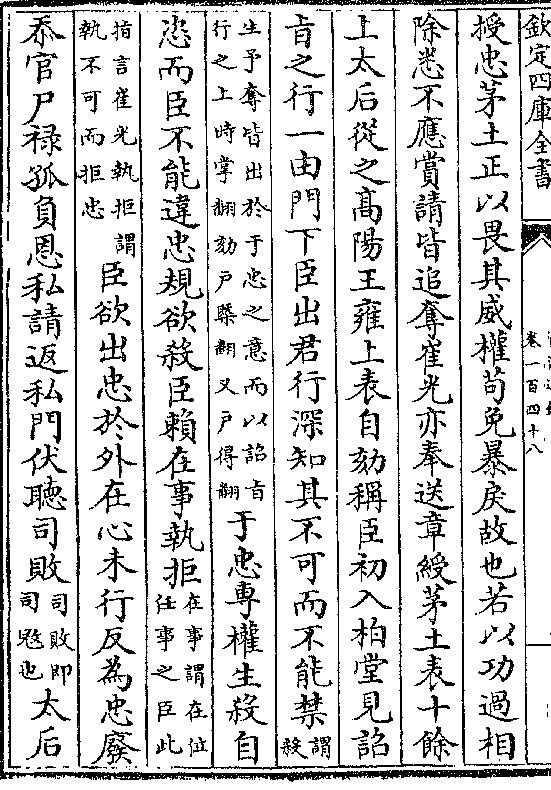 欽定四庫全書
卷一百四十八
授忠茅土正以畏其威權苟免暴戾故也若以功過相
除悉不應賞請皆追奪崔光亦奉送章綬茅土表十餘
上太后從之髙陽王雍上表自劾稱臣初入柏堂見詔
旨之行一由門下臣出君行深知其不可而不能禁謂殺
生予奪皆出於于忠之意而以詔旨行之上時掌翻劾戸槩翻又戸得翻于忠專權生殺自
恣而臣不能違忠規欲殺臣賴在事執拒在事謂在位任事之臣此
指言崔光執拒謂執不可而拒忠臣欲出忠於外在心未行反為忠廢
忝官尸禄孤負恩私請返私門伏聽司敗司敗即司㓂也太后